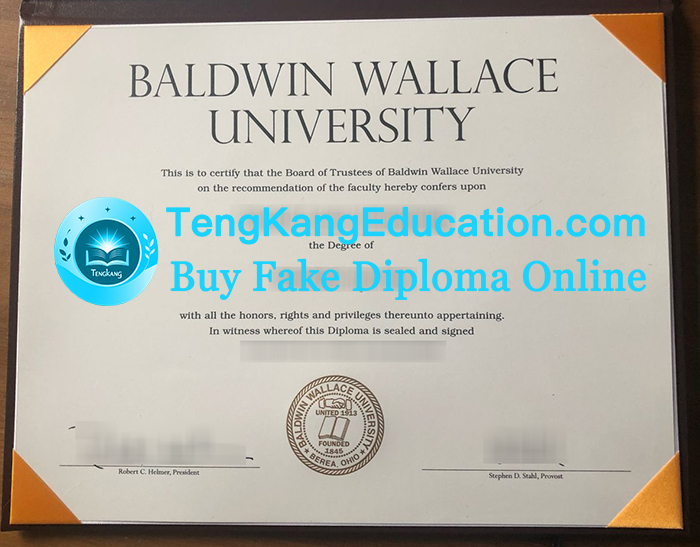 BALDWIN WALLACE
UNIVERSITY
This is to certify that the Board of Trustees of Baldwin Wallace University
on the recommendation of the faculty hereby confers upon
TengKangEducation.com
the Degree of
TENGKANG
Buy Fake Diploma Online
with all the honors, rights and privileges thereunto appertaining.
In witness whereof this Diploma is sealed and signed
BALDWIN WALLACE UNIVERSITY
UNITED 1913
FOUNDED
1845
BEREA, OHIO
Robert C. Helmer, President
Stephen D. Stahl, Provost